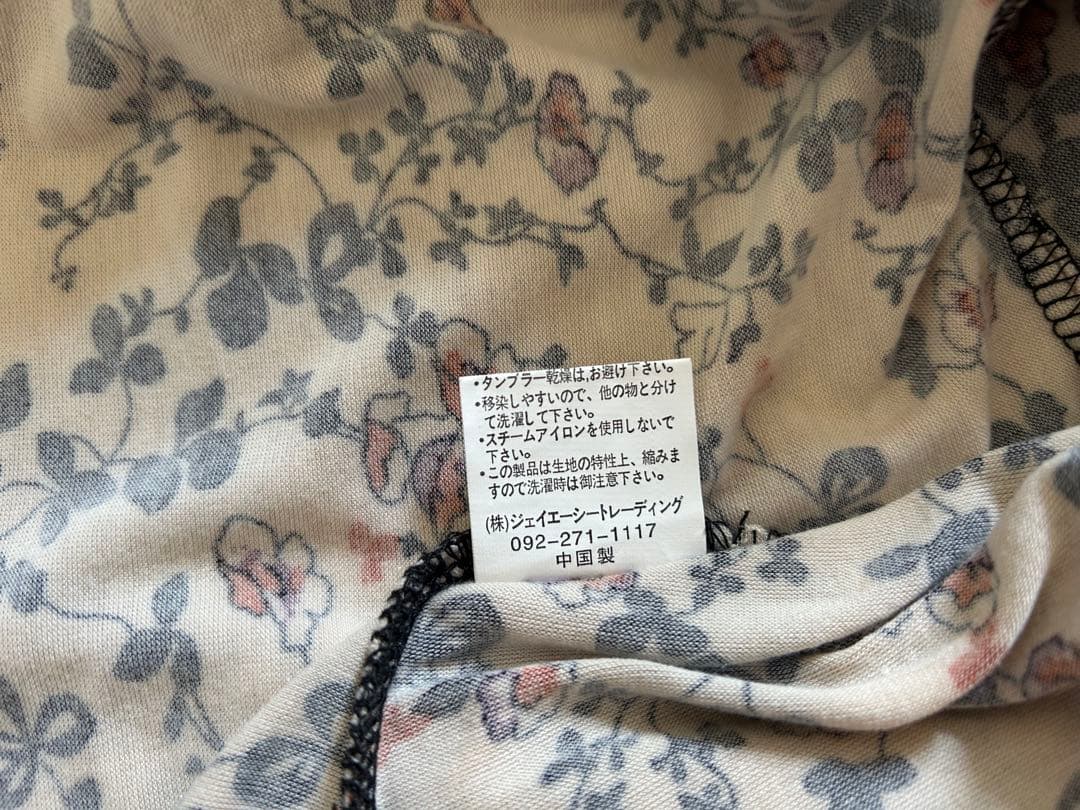 ・タンブラー乾燥は、お避け下さい。
・移染しやすいので、他の物と分け
て洗濯して下さい。
・スチームアイロンを使用しないで
下さい。
・この製品は生地の特性上、縮みま
すので洗濯時は御注意下さい。
(株)ジェイエーシートレーディング
092-271-1117
中国製